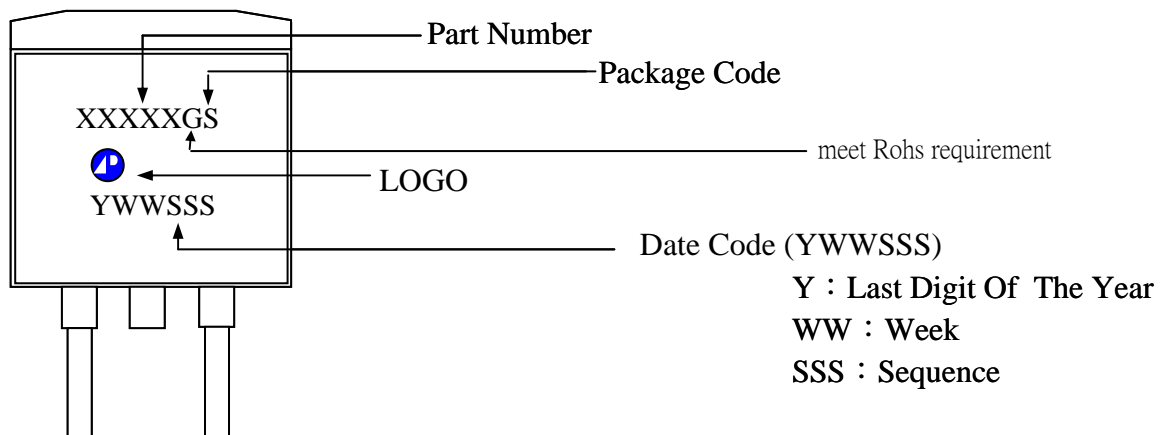 Part Number
Package Code
XXXXXGS
meet Rohs requirement
LOGO
YWWSSS
Date Code (YWWSSS)
Y：Last Digit Of The Year
WW：Week
SSS：Sequence